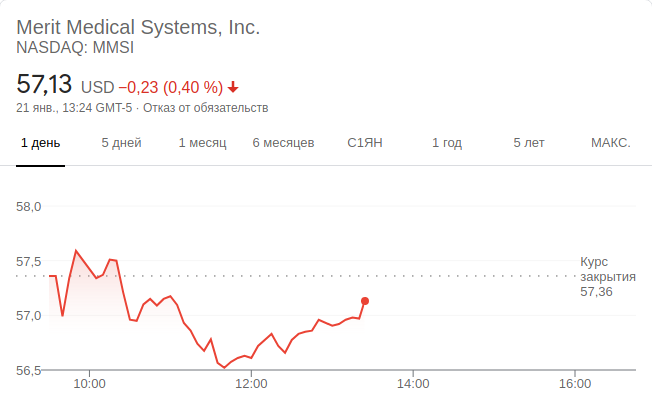 Merit Medical Systems, Inc.
NASDAQ: MMSI
57,13 USD −0,23 (0,40 %)
21 янв., 13:24 GMT-5 · Отказ от обязательств
1 день 5 дней 1 месяц 6 месяцев С1ЯН 1 год 5 лет МАКС.
58,0
57,5
Курс
закрытия
57,36
57,0
56,5
10:00 12:00 14:00 16:00